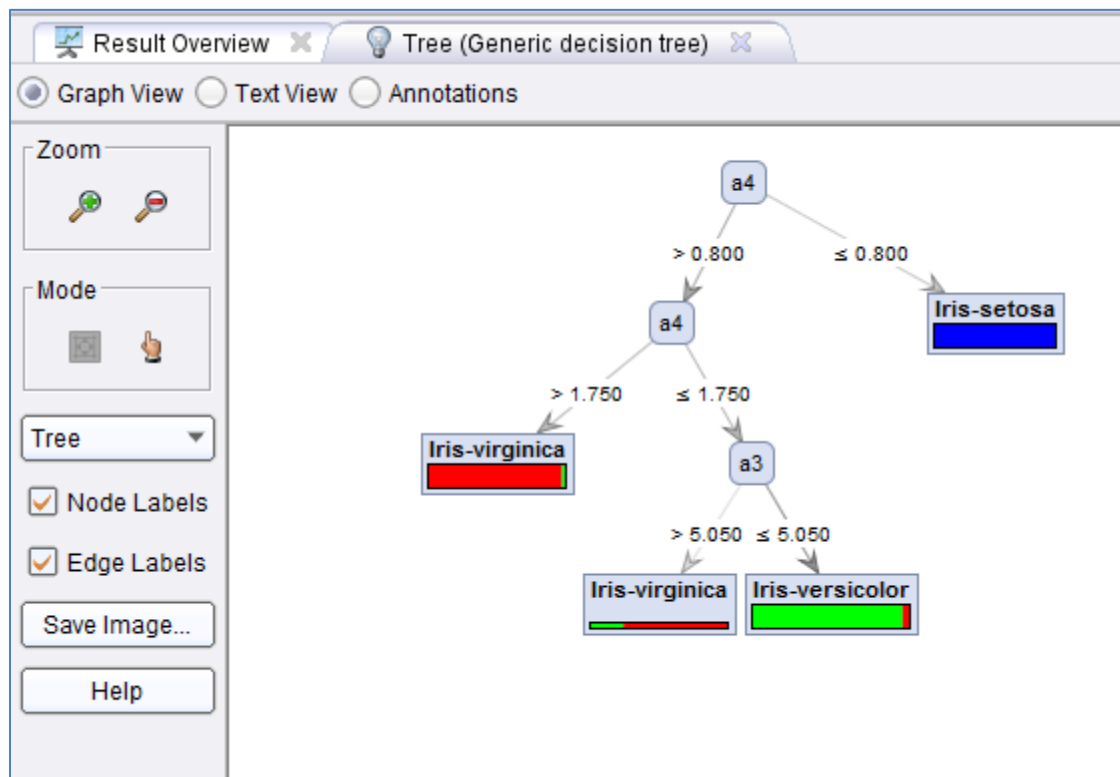 Result Overview
Tree (Generic decision tree)
Graph View Text View Annotations
Zoom
Mode
Tree
Node Labels
Edge Labels
Save Image...
Help
a4
> 0.800 ≤ 0.800
a4
Iris-setosa
> 1.750 ≤ 1.750
Iris-virginica
a3
> 5.050 ≤ 5.050
Iris-virginica
Iris-versicolor